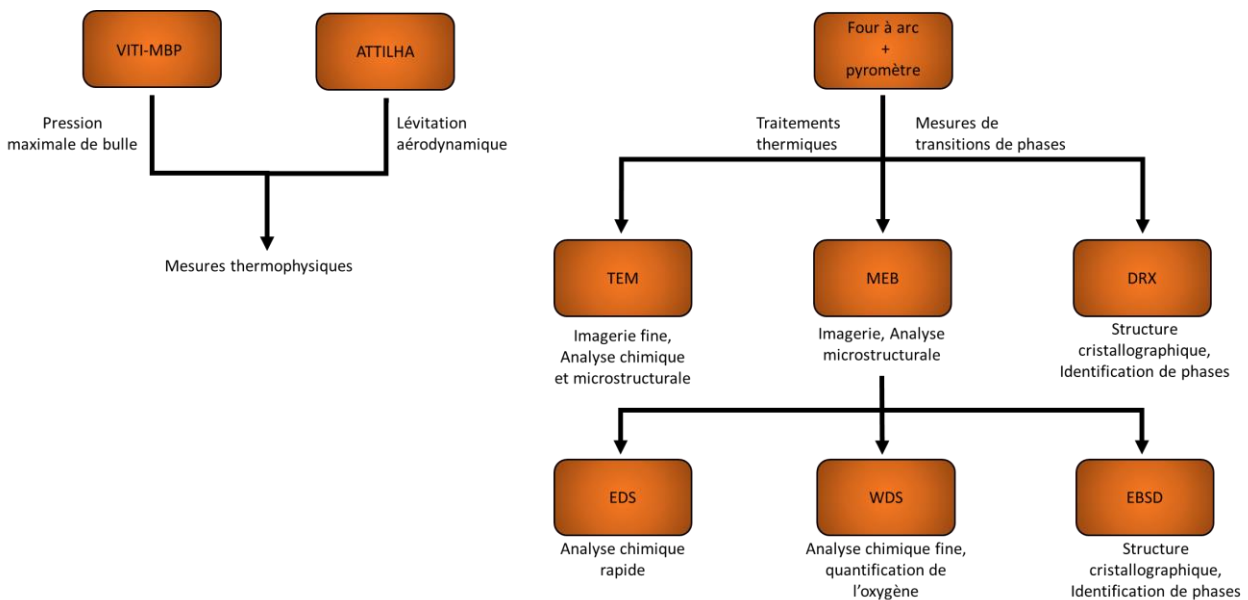 VITI-MBP
ATTILHA
Pression
maximale de bulle
Lévitation
aérodynamique
Mesures thermophysiques
Four à arc
+
pyromètre
Traitements
thermiques
Mesures de
transitions de phases
TEM
MEB
DRX
Imagerie fine,
Analyse chimique
et microstructurale
Imagerie, Analyse
microstructurale
Structure
cristallographique,
Identification de phases
EDS
WDS
EBSD
Analyse chimique
rapide
Analyse chimique fine,
quantification de
l'oxygène
Structure
cristallographique,
Identification de phases